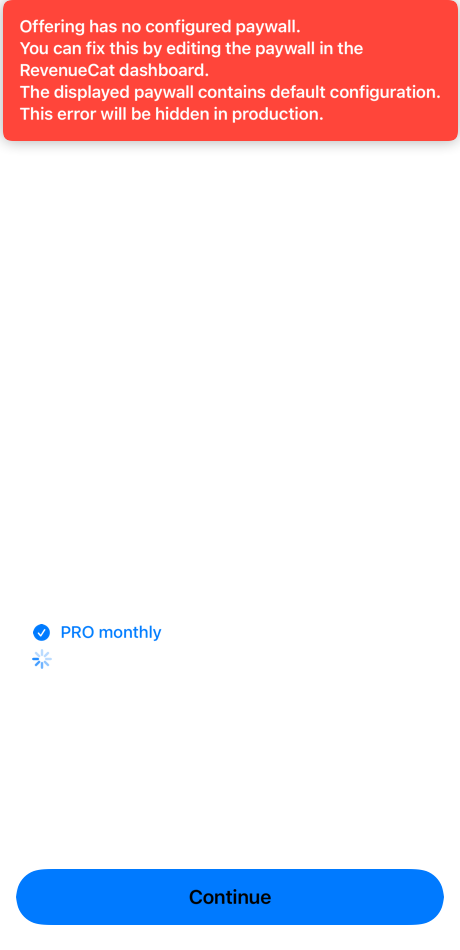 Offering has no configured paywall.
You can fix this by editing the paywall in the
RevenueCat dashboard.
The displayed paywall contains default configuration.
This error will be hidden in production.
PRO monthly
Continue